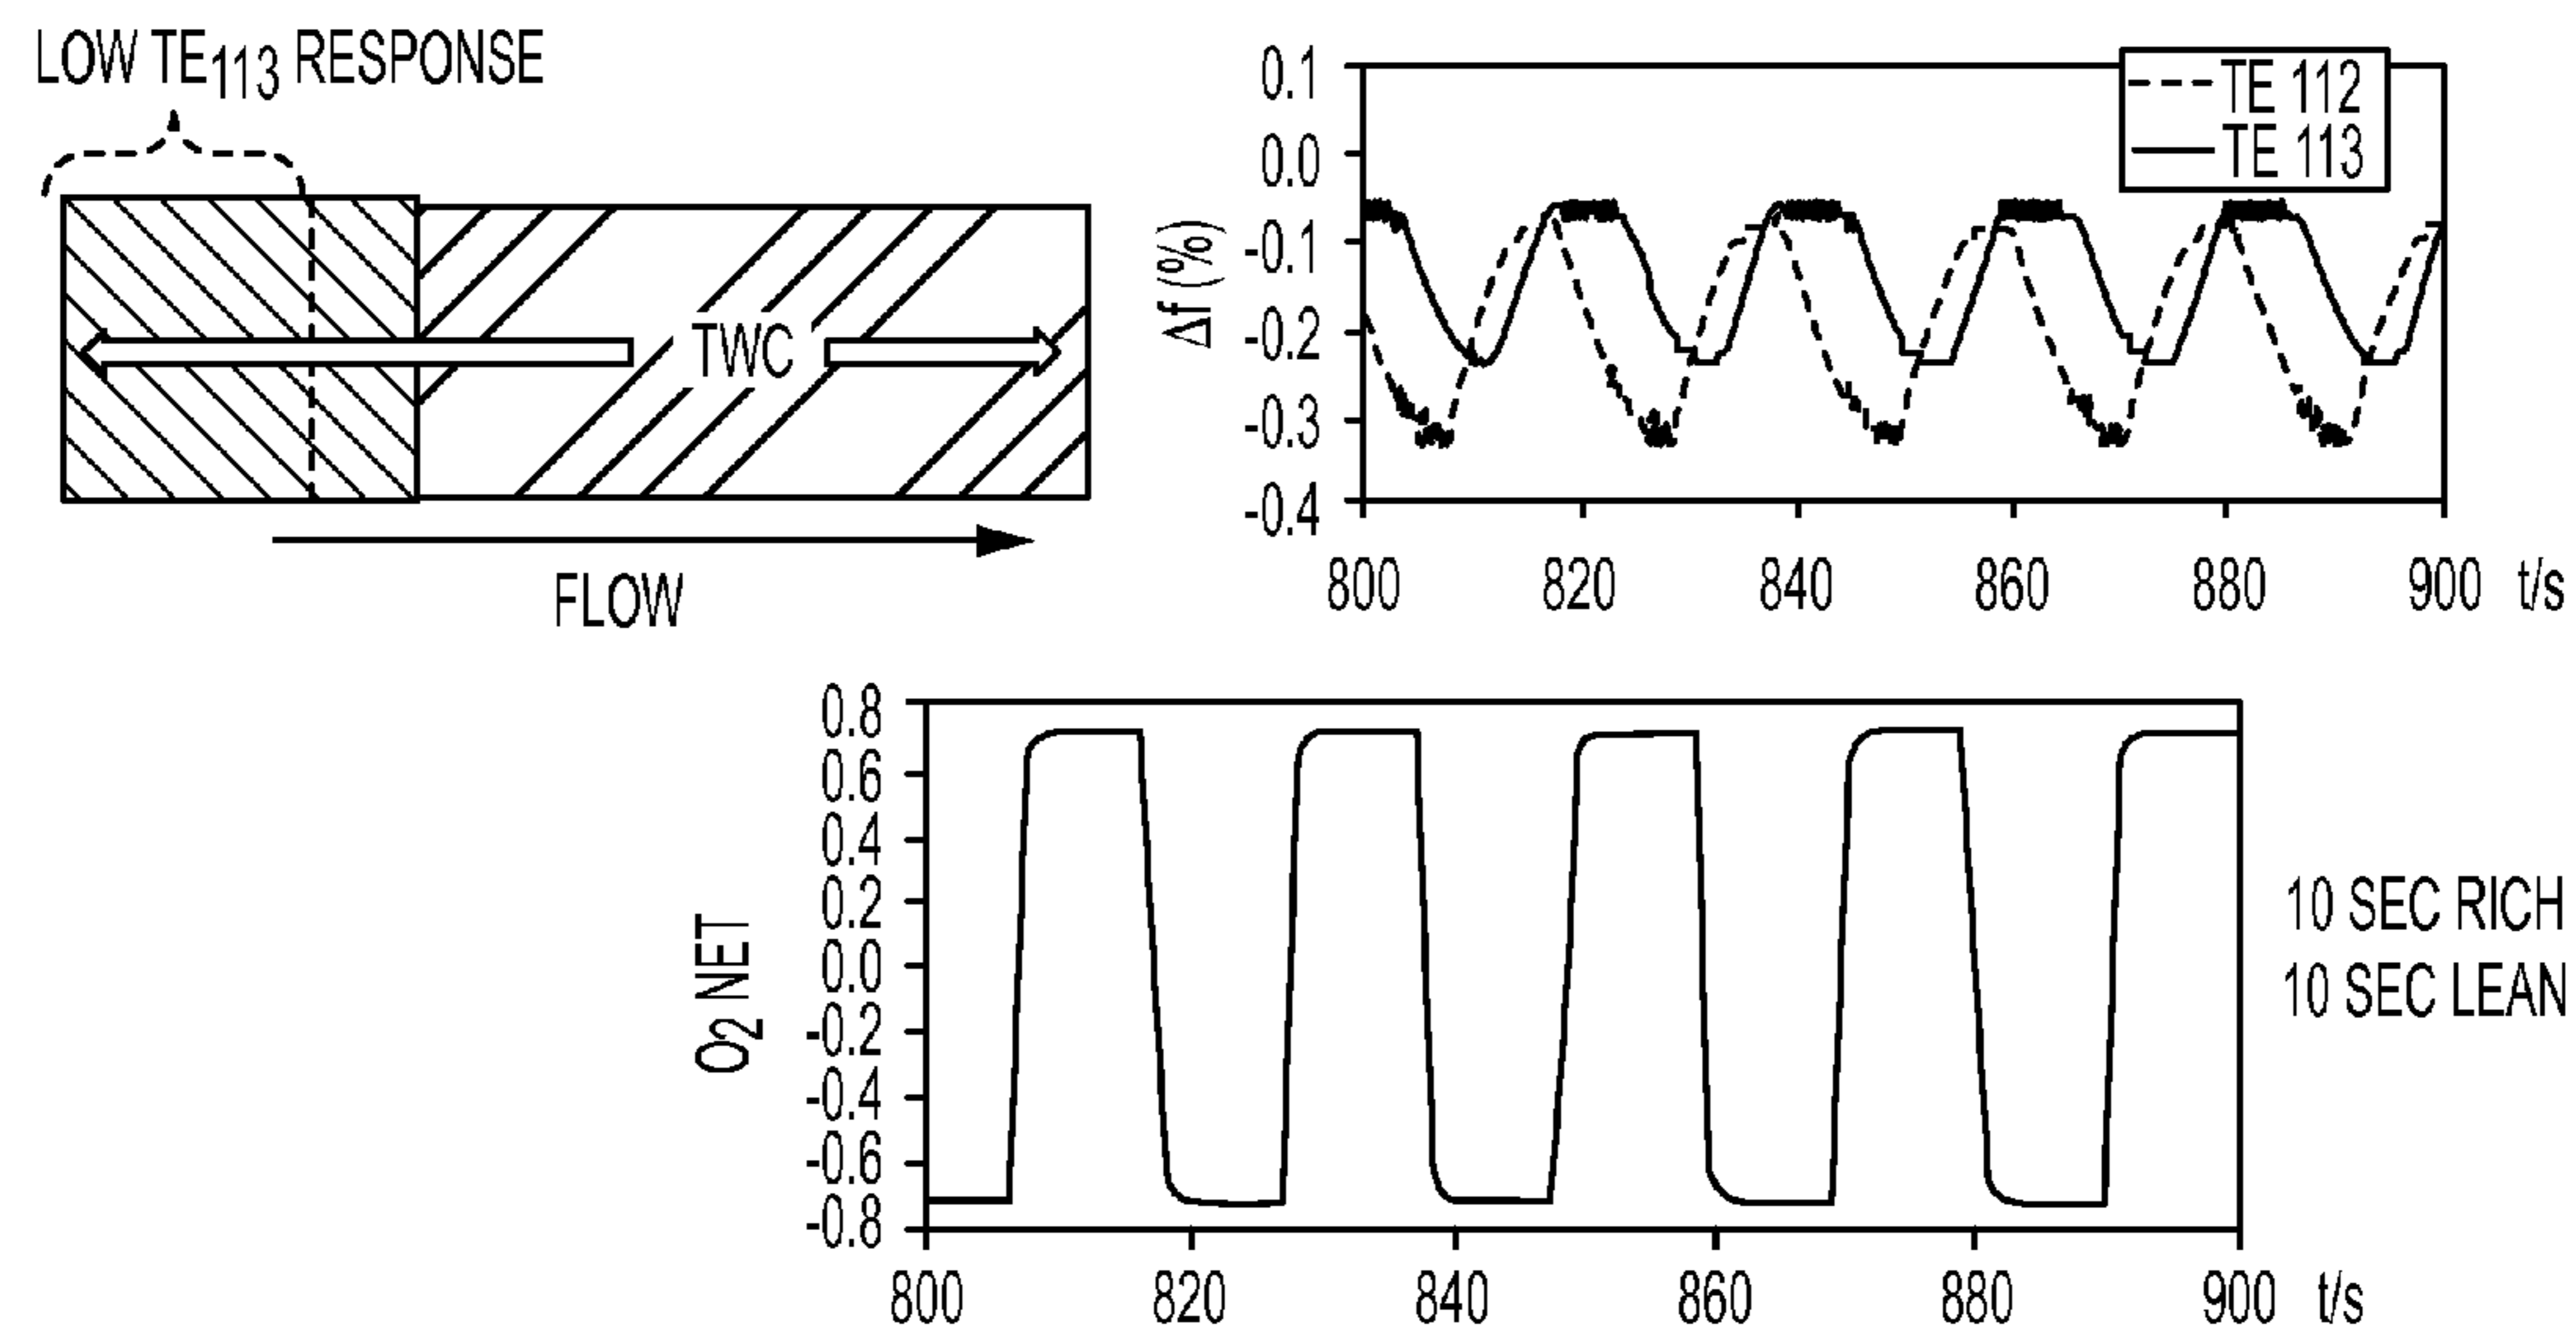 LOW TE113 RESPONSE
TWC
FLOW
TE 112
TE 113
Δf (%)
0.1
0.0
-0.1
-0.2
-0.3
-0.4
800 820 840 860 880 900 t/s
O2 NET
0.8
0.6
0.4
0.2
0.0
-0.2
-0.4
-0.6
-0.8
800 820 840 860 880 900 t/s
10 SEC RICH
10 SEC LEAN